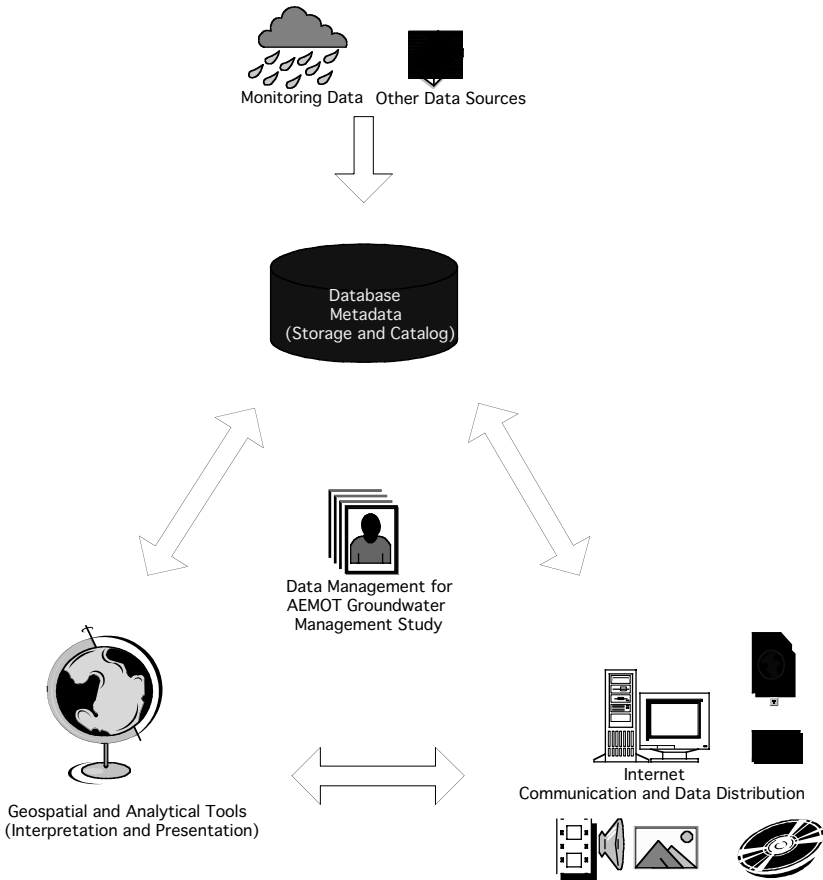 Monitoring Data
Other Data Sources
Database
Metadata
(Storage and Catalog)
Data Management for
AEMOT Groundwater
Management Study
Geospatial and Analytical Tools
(Interpretation and Presentation)
Internet
Communication and Data Distribution